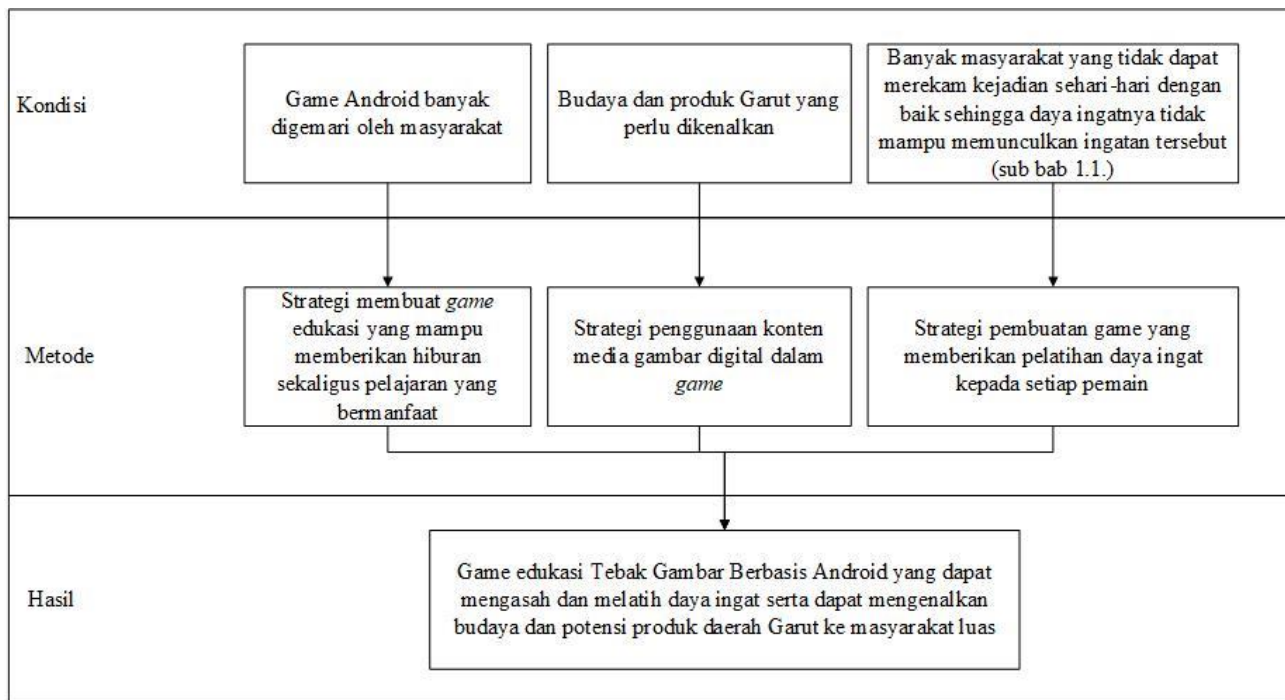 Kondisi
Game Android banyak
digemari oleh masyarakat
Budaya dan produk Garut yang
perlu dikenalkan
Banyak masyarakat yang tidak dapat
merekam kejadian sehari-hari dengan
baik sehingga daya ingatnya tidak
mampu memunculkan ingatan tersebut
(sub bab 1.1.)
Metode
Strategi membuat game
edukasi yang mampu
memberikan hiburan
sekaligus pelajaran yang
bermanfaat
Strategi penggunaan konten
media gambar digital dalam
game
Strategi pembuatan game yang
memberikan pelatihan daya ingat
kepada setiap pemain
Hasil
Game edukasi Tebak Gambar Berbasis Android yang dapat
mengasah dan melatih daya ingat serta dapat mengenalkan
budaya dan potensi produk daerah Garut ke masyarakat luas